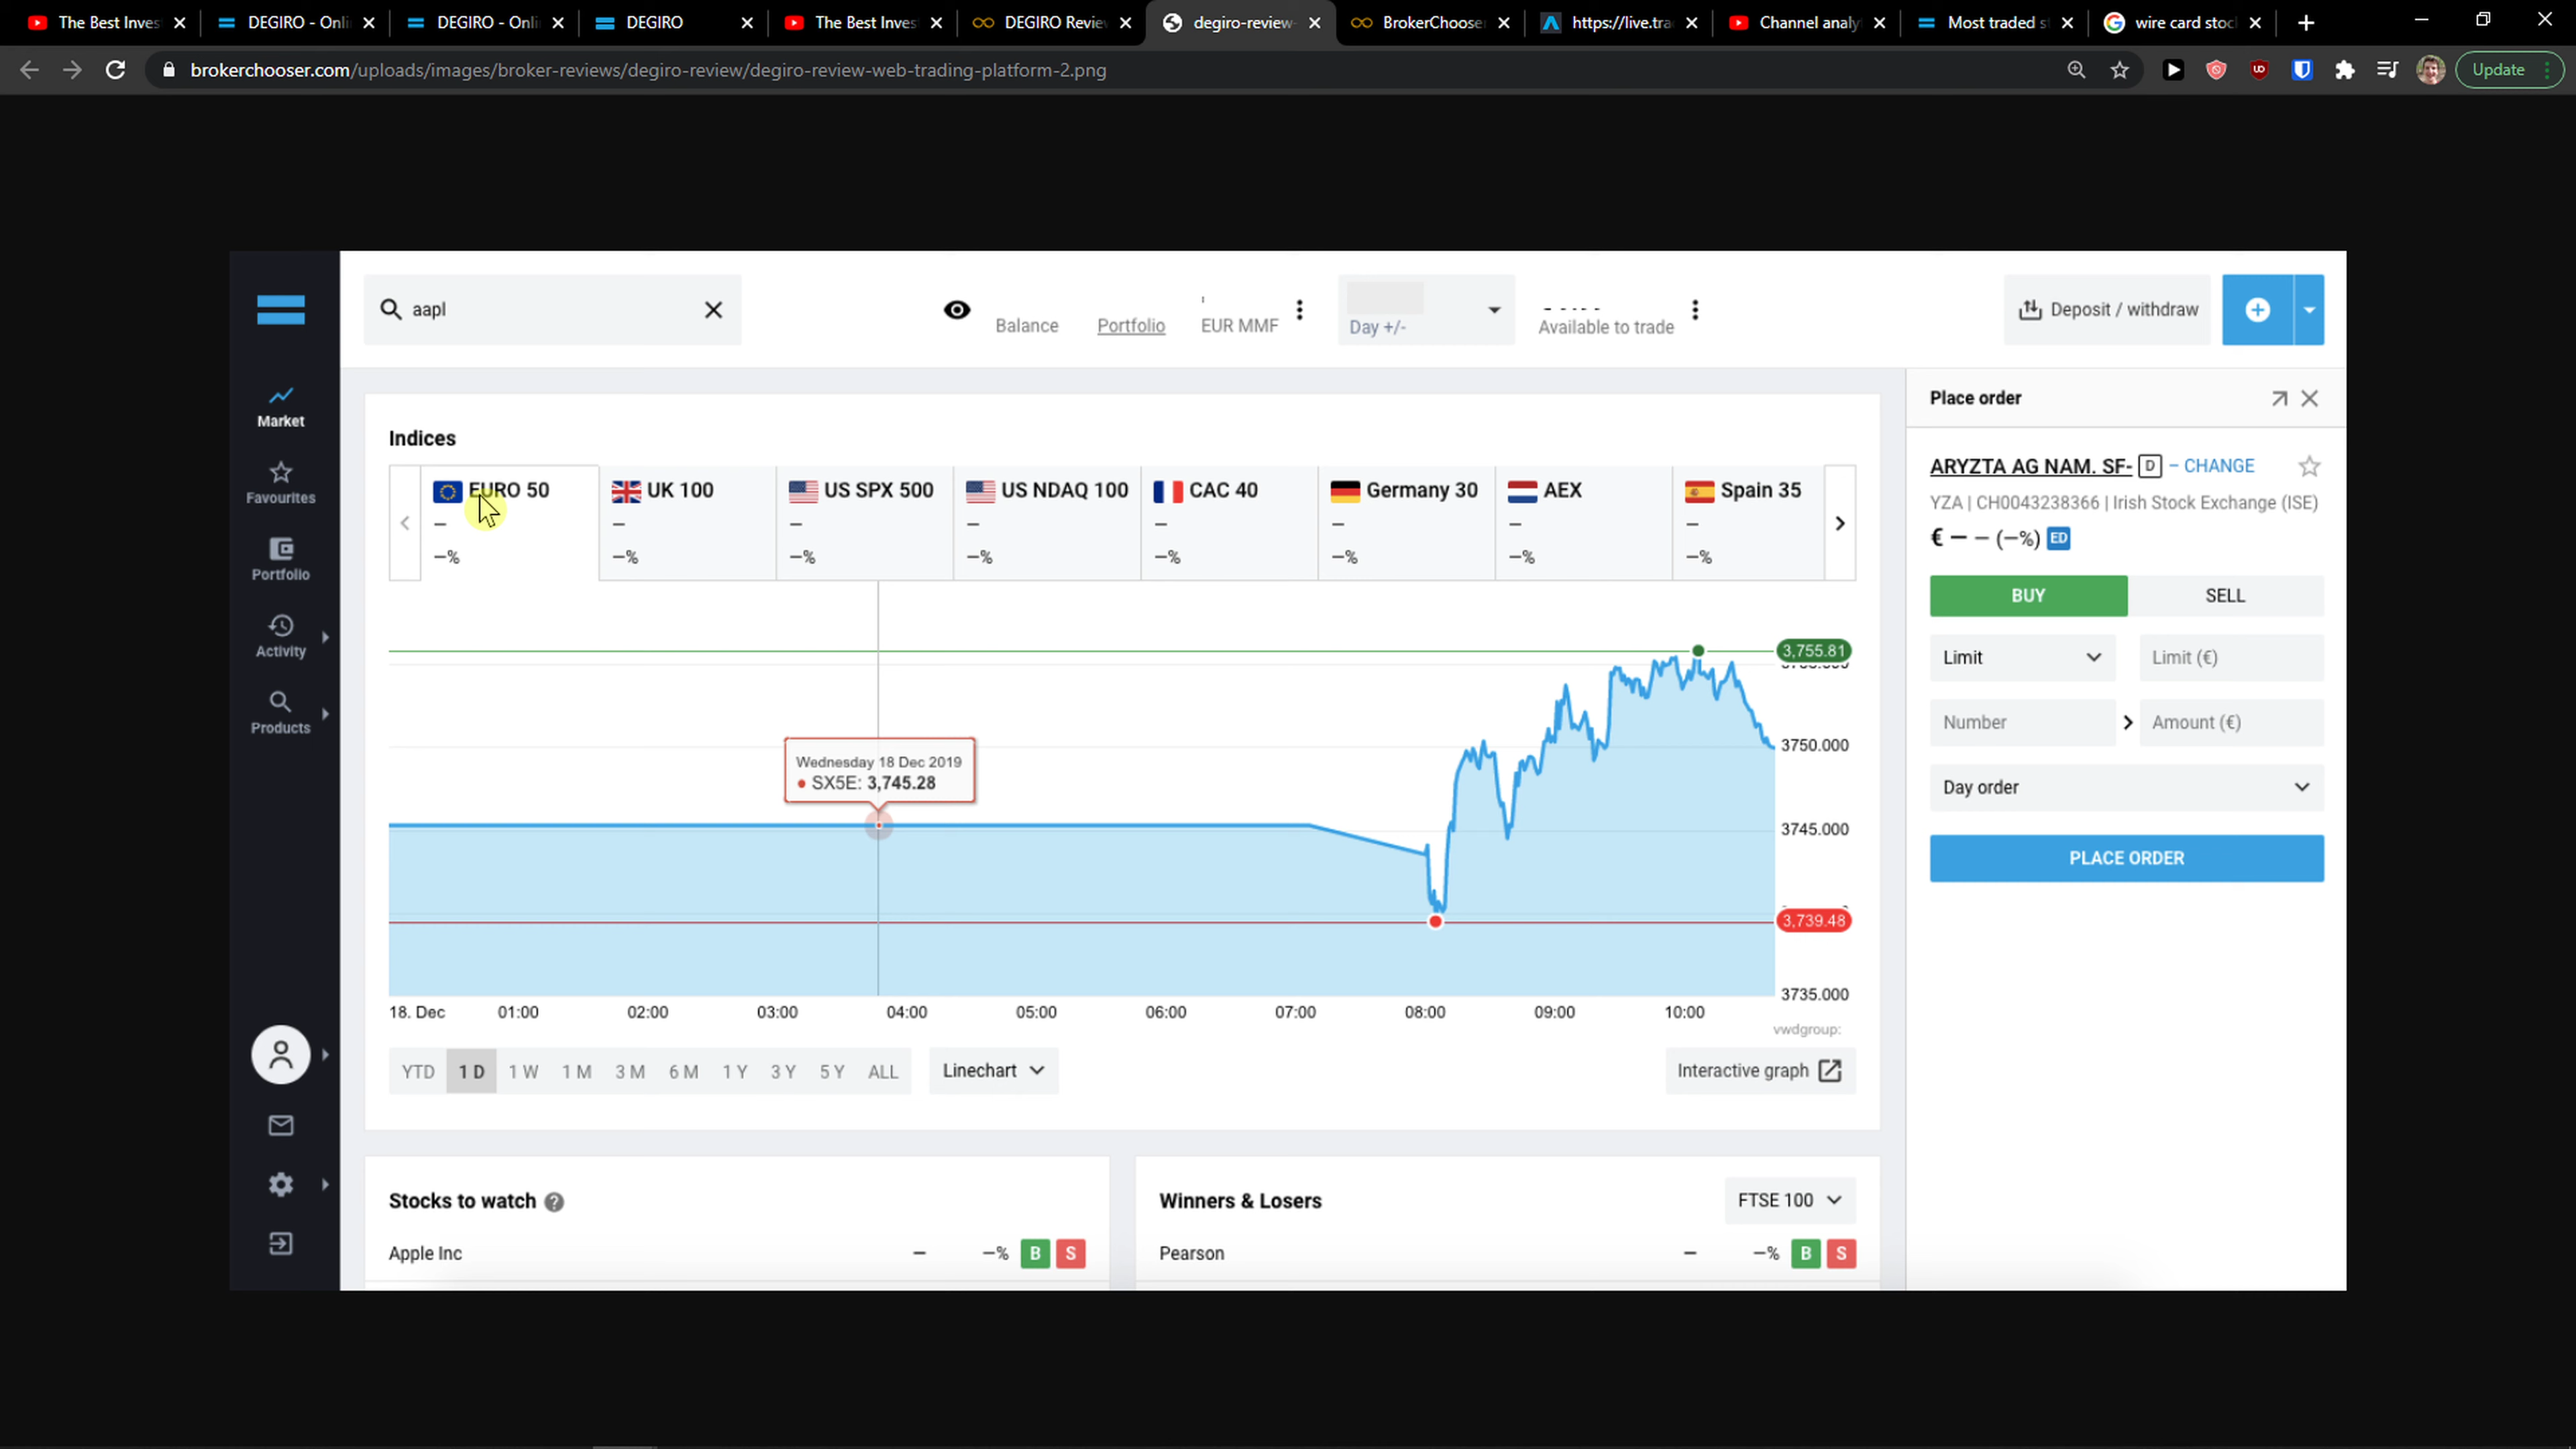 The Best Inves
DEGIRO - Onli
DEGIRO - Onli
DEGIRO
The Best Inves
DEGIRO Revie
degiro-review-
BrokerChoose
https://live.tra
Channel analy
Most traded s
wire card stoc
brokerchooser.com/uploads/images/broker-reviews/degiro-review/degiro-review-web-trading-platform-2.png
Update
aapl
Balance
Portfolio
EUR MMF
Day +/-
Available to trade
Deposit / withdraw
Market
Favourites
Portfolio
Activity
Products
Indices
EURO 50
–
–%
UK 100
–
–%
US SPX 500
–
–%
US NDAQ 100
–
–%
CAC 40
–
–%
Germany 30
–
–%
AEX
–
–%
Spain 35
–
–%
3,755.81
Wednesday 18 Dec 2019
SX5E: 3,745.28
3750.000
3745.000
3,739.48
3735.000
18. Dec 01:00 02:00 03:00 04:00 05:00 06:00 07:00 08:00 09:00 10:00
vwdgroup:
YTD 1 D 1 W 1 M 3 M 6 M 1 Y 3 Y 5 Y ALL
Linechart
Interactive graph
Stocks to watch ?
Apple Inc – –% B S
Winners & Losers
FTSE 100
Pearson – –% B S
Place order
ARYZTA AG NAM. SF- D – CHANGE
YZA | CH0043238366 | Irish Stock Exchange (ISE)
€ – – (–%) ED
BUY
SELL
Limit
Limit (€)
Number
Amount (€)
Day order
PLACE ORDER